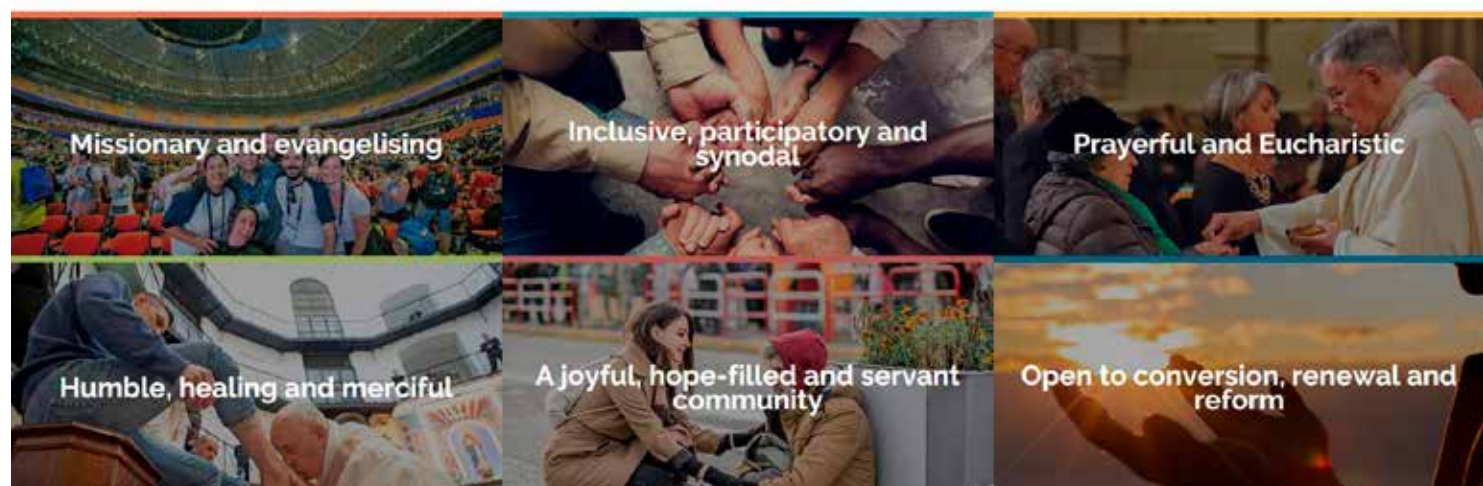 Missionary and evangelising
Inclusive, participatory and
synodal
Prayerful and Eucharistic
Humble, healing and merciful
A joyful, hope-filled and servant
community
Open to conversion, renewal and
reform